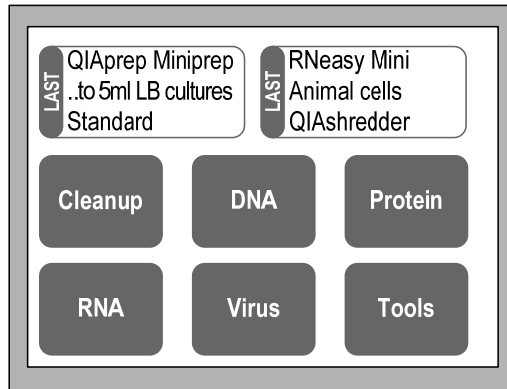 LAST
QIAprep Miniprep
..to 5ml LB cultures
Standard
LAST
RNeasy Mini
Animal cells
QIAshredder
Cleanup
DNA
Protein
RNA
Virus
Tools